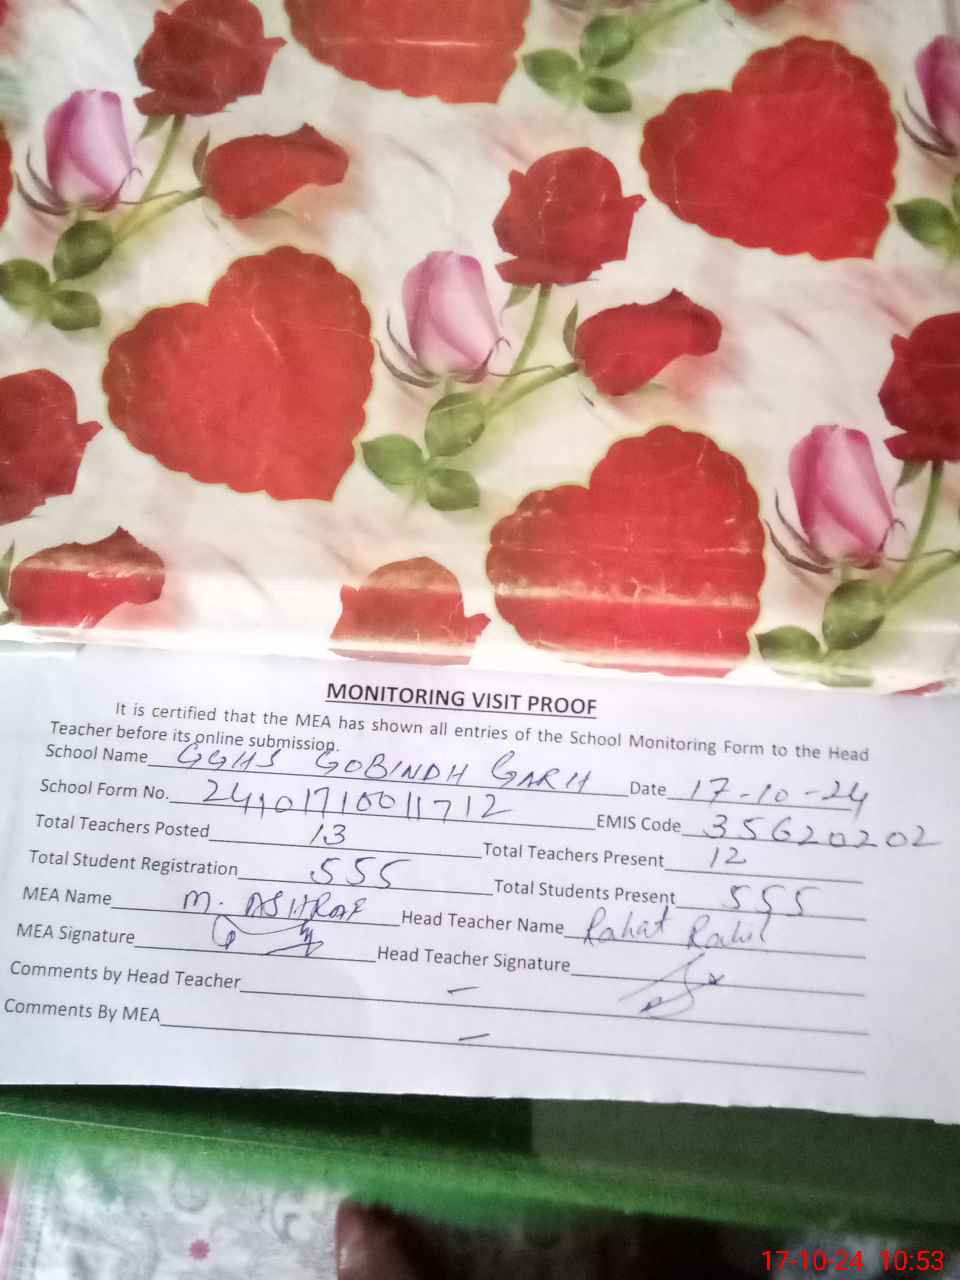 MONITORING VISIT PROOF
It is certified that the MEA has shown all entries of the School Monitoring Form to the Head
Teacher before its online submission.
School Name GGHS GOBINDH GARH Date 17-10-24
School Form No. 24101710011712 EMIS Code 35620202
Total Teachers Posted 13 Total Teachers Present 12
Total Student Registration 555 Total Students Present 555
MEA Name M. ASHRAF Head Teacher Name Rahat
MEA Signature Head Teacher Signature
Comments by Head Teacher —
Comments By MEA —
17-10-24 10:53